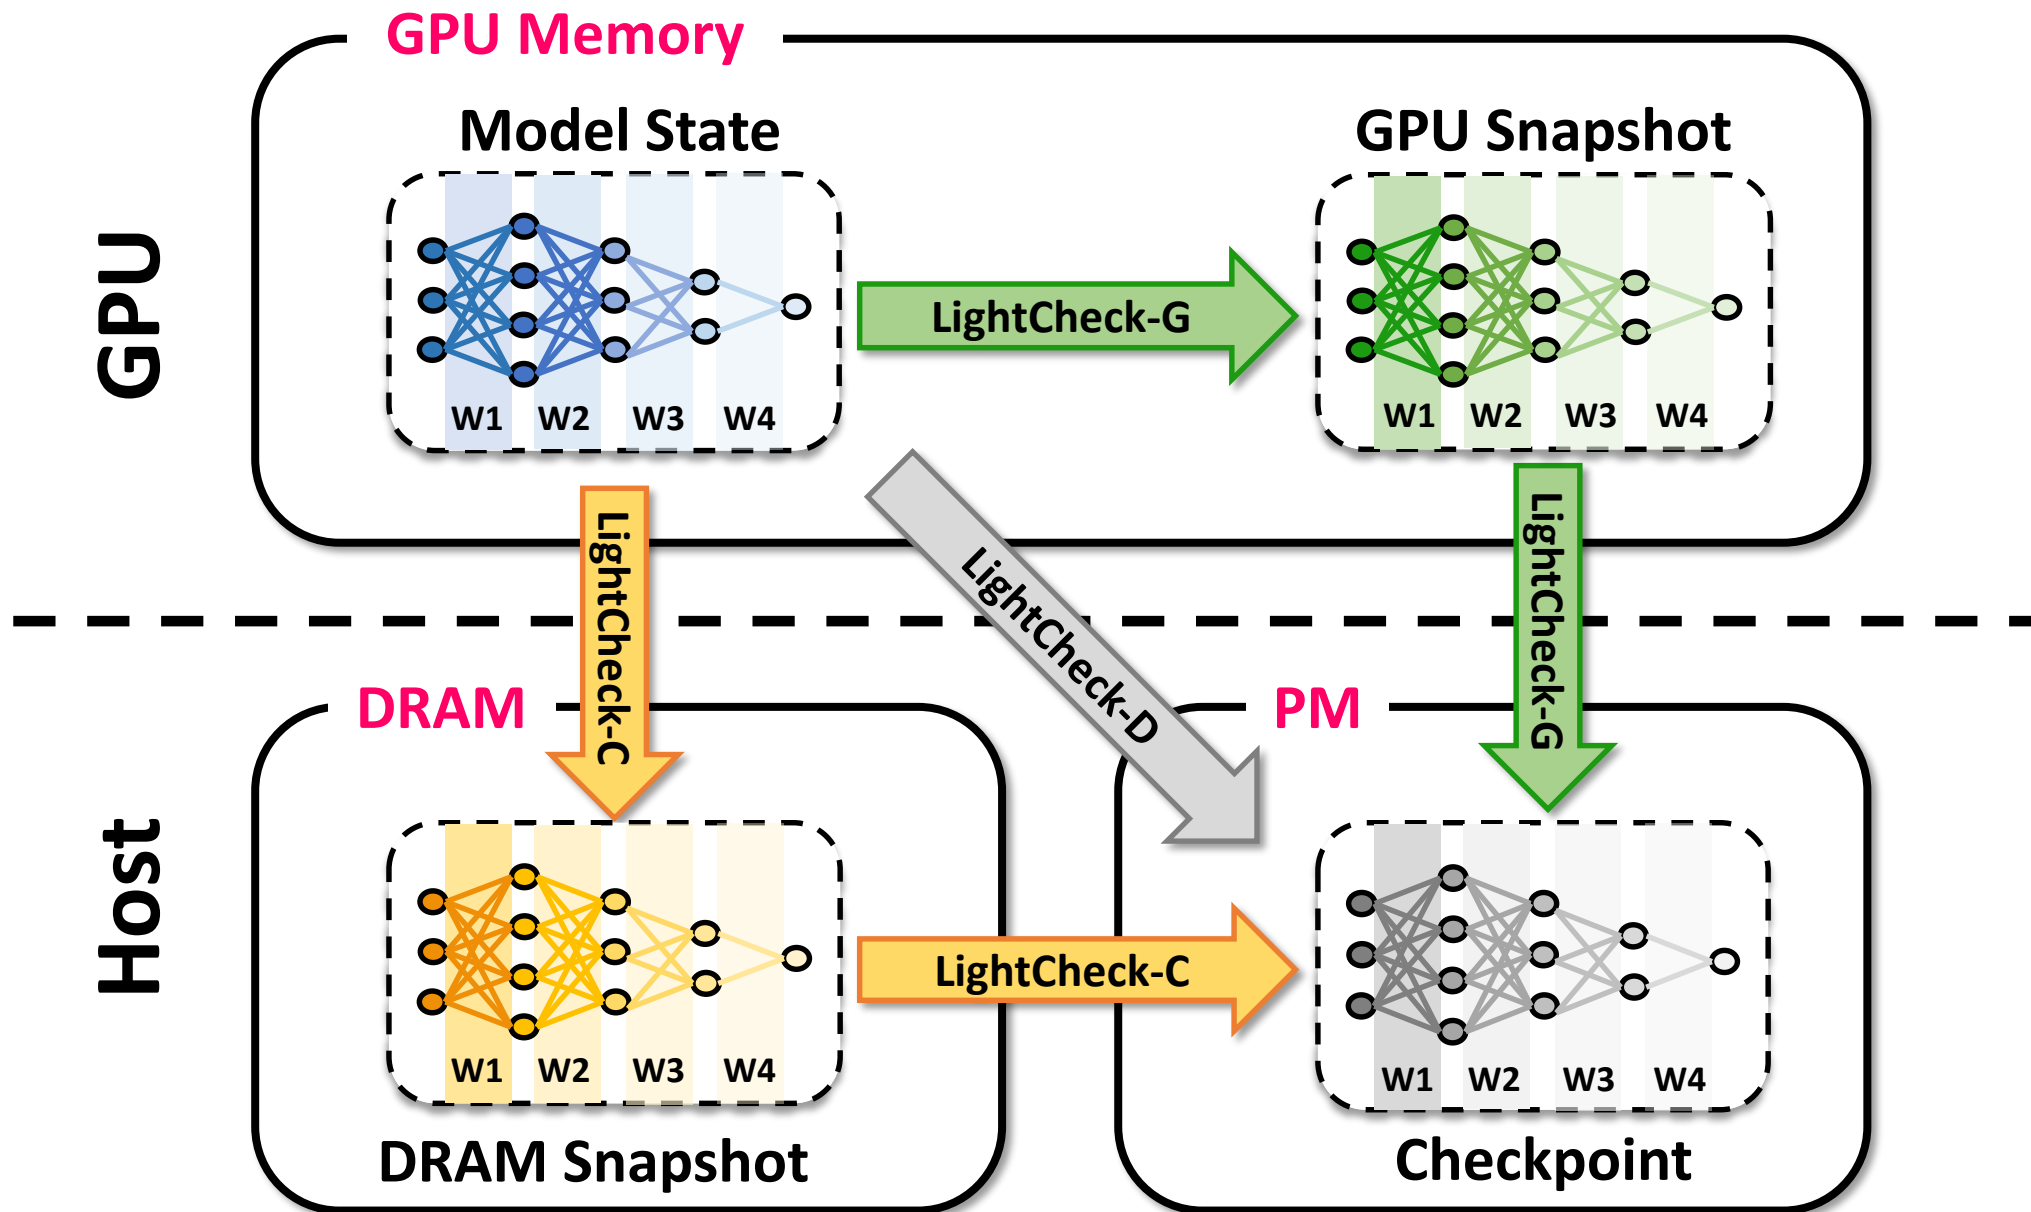 GPU Memory
Model State
GPU Snapshot
GPU
W1 W2 W3 W4
LightCheck-G
W1 W2 W3 W4
LightCheck-C
LightCheck-D
LightCheck-G
DRAM
PM
Host
W1 W2 W3 W4
LightCheck-C
W1 W2 W3 W4
DRAM Snapshot
Checkpoint